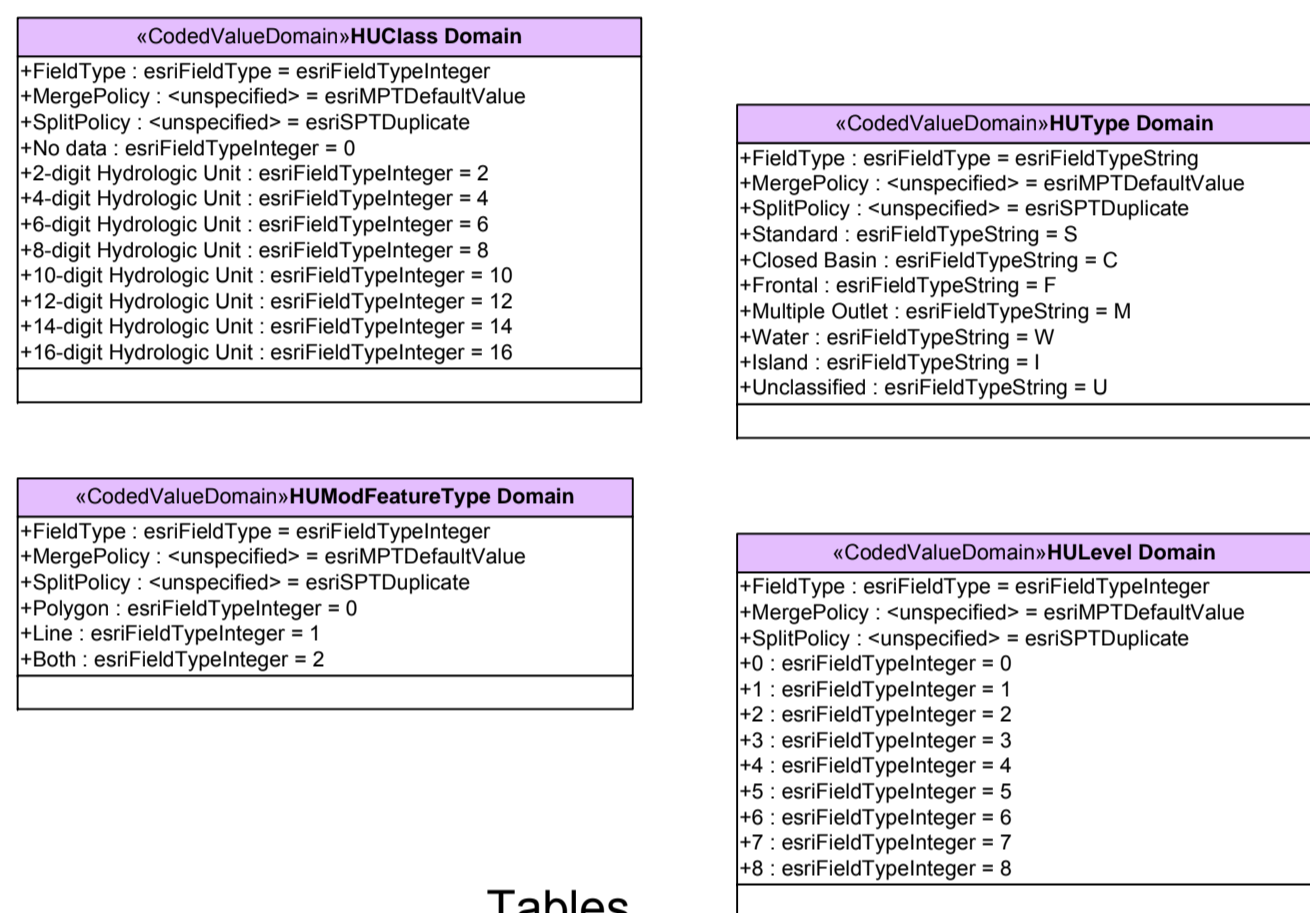 «CodedValueDomain»HUClass Domain
+FieldType : esriFieldType = esriFieldTypeInteger
+MergePolicy : <unspecified> = esriMPTDefaultValue
+SplitPolicy : <unspecified> = esriSPTDuplicate
+No data : esriFieldTypeInteger = 0
+2-digit Hydrologic Unit : esriFieldTypeInteger = 2
+4-digit Hydrologic Unit : esriFieldTypeInteger = 4
+6-digit Hydrologic Unit : esriFieldTypeInteger = 6
+8-digit Hydrologic Unit : esriFieldTypeInteger = 8
+10-digit Hydrologic Unit : esriFieldTypeInteger = 10
+12-digit Hydrologic Unit : esriFieldTypeInteger = 12
+14-digit Hydrologic Unit : esriFieldTypeInteger = 14
+16-digit Hydrologic Unit : esriFieldTypeInteger = 16
«CodedValueDomain»HUType Domain
+FieldType : esriFieldType = esriFieldTypeString
+MergePolicy : <unspecified> = esriMPTDefaultValue
+SplitPolicy : <unspecified> = esriSPTDuplicate
+Standard : esriFieldTypeString = S
+Closed Basin : esriFieldTypeString = C
+Frontal : esriFieldTypeString = F
+Multiple Outlet : esriFieldTypeString = M
+Water : esriFieldTypeString = W
+Island : esriFieldTypeString = I
+Unclassified : esriFieldTypeString = U
«CodedValueDomain»HUModFeatureType Domain
+FieldType : esriFieldType = esriFieldTypeInteger
+MergePolicy : <unspecified> = esriMPTDefaultValue
+SplitPolicy : <unspecified> = esriSPTDuplicate
+Polygon : esriFieldTypeInteger = 0
+Line : esriFieldTypeInteger = 1
+Both : esriFieldTypeInteger = 2
«CodedValueDomain»HULevel Domain
+FieldType : esriFieldType = esriFieldTypeInteger
+MergePolicy : <unspecified> = esriMPTDefaultValue
+SplitPolicy : <unspecified> = esriSPTDuplicate
+0 : esriFieldTypeInteger = 0
+1 : esriFieldTypeInteger = 1
+2 : esriFieldTypeInteger = 2
+3 : esriFieldTypeInteger = 3
+4 : esriFieldTypeInteger = 4
+5 : esriFieldTypeInteger = 5
+6 : esriFieldTypeInteger = 6
+7 : esriFieldTypeInteger = 7
+8 : esriFieldTypeInteger = 8
Tables